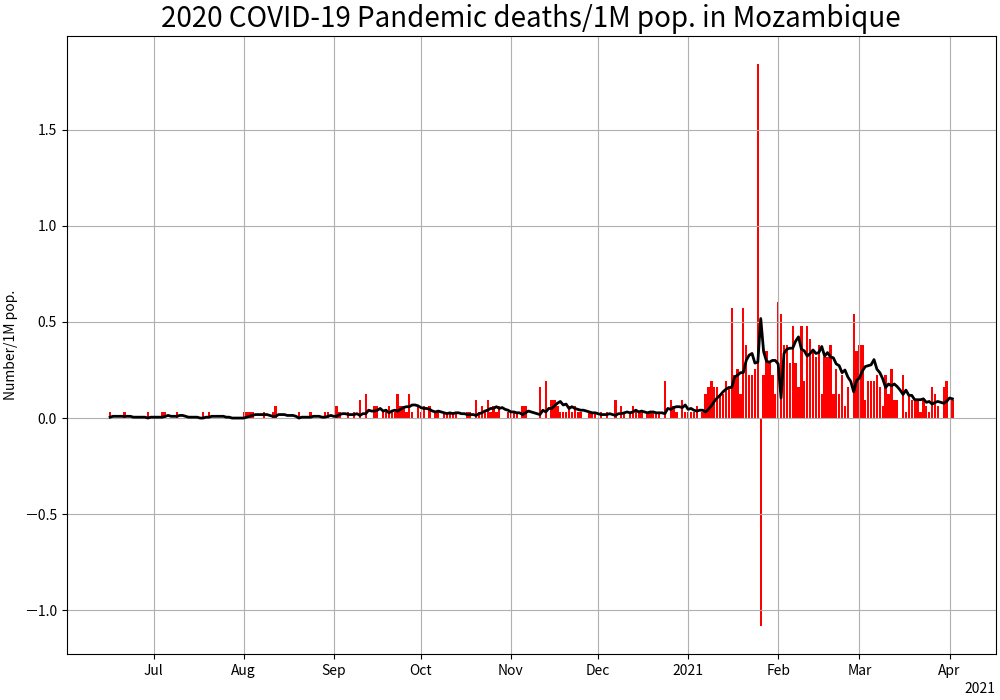 2020 COVID-19 Pandemic deaths/1M pop. in Mozambique
Number/1M pop.
1.5
1.0
0.5
0.0
−0.5
−1.0
Jul Aug Sep Oct Nov Dec 2021 Feb Mar Apr
2021